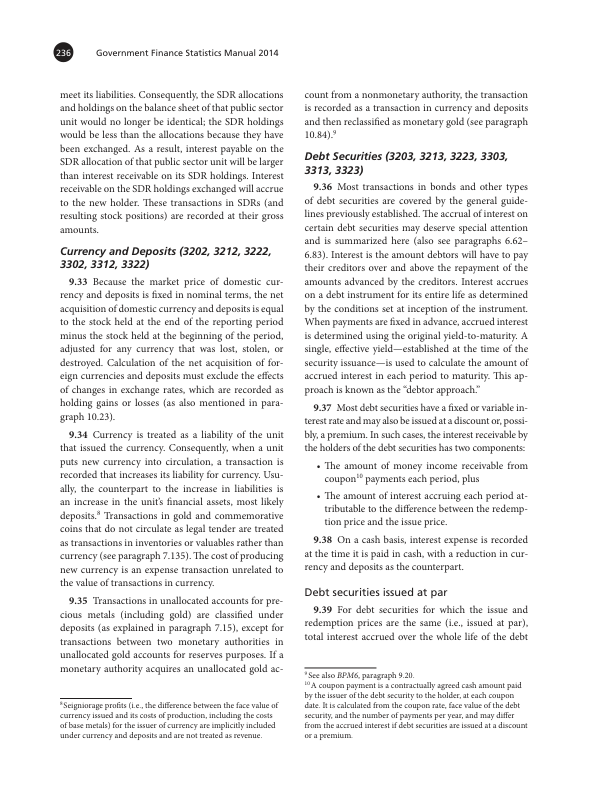 236
Government Finance Statistics Manual 2014
meet its liabilities. Consequently, the SDR allocations
and holdings on the balance sheet of that public sector
unit would no longer be identical; the SDR holdings
would be less than the allocations because they have
been exchanged. As a result, interest payable on the
SDR allocation of that public sector unit will be larger
than interest receivable on its SDR holdings. Interest
receivable on the SDR holdings exchanged will accrue
to the new holder. These transactions in SDRs (and
resulting stock positions) are recorded at their gross
amounts.
Currency and Deposits (3202, 3212, 3222,
3302, 3312, 3322)
9.33 Because the market price of domestic cur-
rency and deposits is fixed in nominal terms, the net
acquisition of domestic currency and deposits is equal
to the stock held at the end of the reporting period
minus the stock held at the beginning of the period,
adjusted for any currency that was lost, stolen, or
destroyed. Calculation of the net acquisition of for-
eign currencies and deposits must exclude the effects
of changes in exchange rates, which are recorded as
holding gains or losses (as also mentioned in para-
graph 10.23).
9.34 Currency is treated as a liability of the unit
that issued the currency. Consequently, when a unit
puts new currency into circulation, a transaction is
recorded that increases its liability for currency. Usu-
ally, the counterpart to the increase in liabilities is
an increase in the unit's financial assets, most likely
deposits.8 Transactions in gold and commemorative
coins that do not circulate as legal tender are treated
as transactions in inventories or valuables rather than
currency (see paragraph 7.135). The cost of producing
new currency is an expense transaction unrelated to
the value of transactions in currency.
9.35 Transactions in unallocated accounts for pre-
cious metals (including gold) are classified under
deposits (as explained in paragraph 7.15), except for
transactions between two monetary authorities in
unallocated gold accounts for reserves purposes. If a
monetary authority acquires an unallocated gold ac-
8 Seigniorage profits (i.e., the difference between the face value of
currency issued and its costs of production, including the costs
of base metals) for the issuer of currency are implicitly included
under currency and deposits and are not treated as revenue.
count from a nonmonetary authority, the transaction
is recorded as a transaction in currency and deposits
and then reclassified as monetary gold (see paragraph
10.84).9
Debt Securities (3203, 3213, 3223, 3303,
3313, 3323)
9.36 Most transactions in bonds and other types
of debt securities are covered by the general guide-
lines previously established. The accrual of interest on
certain debt securities may deserve special attention
and is summarized here (also see paragraphs 6.62–
6.83). Interest is the amount debtors will have to pay
their creditors over and above the repayment of the
amounts advanced by the creditors. Interest accrues
on a debt instrument for its entire life as determined
by the conditions set at inception of the instrument.
When payments are fixed in advance, accrued interest
is determined using the original yield-to-maturity. A
single, effective yield—established at the time of the
security issuance—is used to calculate the amount of
accrued interest in each period to maturity. This ap-
proach is known as the “debtor approach.”
9.37 Most debt securities have a fixed or variable in-
terest rate and may also be issued at a discount or, possi-
bly, a premium. In such cases, the interest receivable by
the holders of the debt securities has two components:
• The amount of money income receivable from
coupon10 payments each period, plus
• The amount of interest accruing each period at-
tributable to the difference between the redemp-
tion price and the issue price.
9.38 On a cash basis, interest expense is recorded
at the time it is paid in cash, with a reduction in cur-
rency and deposits as the counterpart.
Debt securities issued at par
9.39 For debt securities for which the issue and
redemption prices are the same (i.e., issued at par),
total interest accrued over the whole life of the debt
9 See also BPM6, paragraph 9.20.
10 A coupon payment is a contractually agreed cash amount paid
by the issuer of the debt security to the holder, at each coupon
date. It is calculated from the coupon rate, face value of the debt
security, and the number of payments per year, and may differ
from the accrued interest if debt securities are issued at a discount
or a premium.